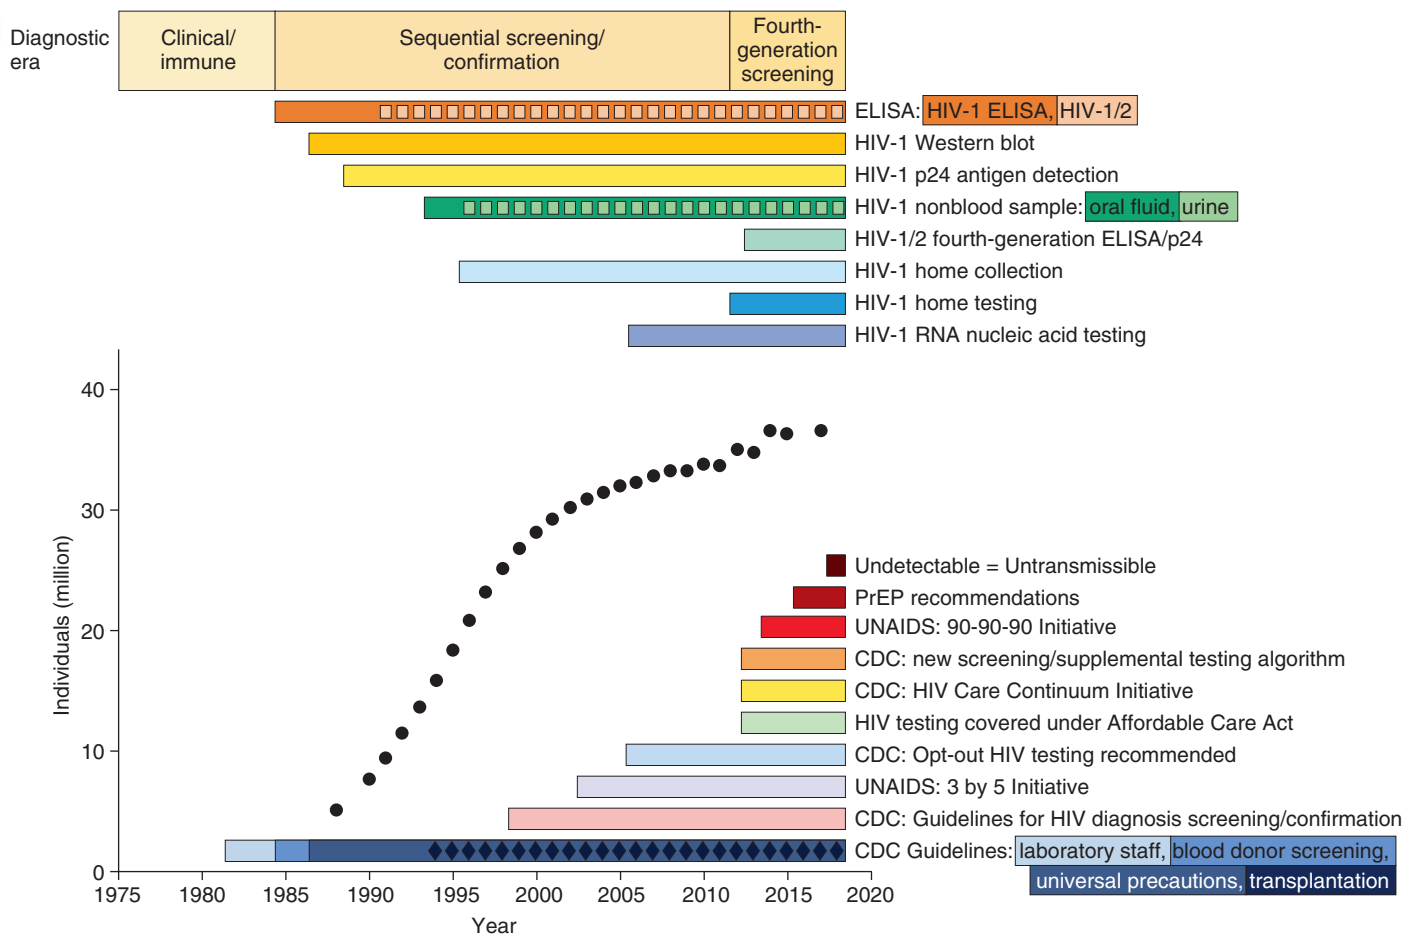 Diagnostic
era
Clinical/
immune
Sequential screening/
confirmation
Fourth-
generation
screening
ELISA: HIV-1 ELISA, HIV-1/2
HIV-1 Western blot
HIV-1 p24 antigen detection
HIV-1 nonblood sample: oral fluid, urine
HIV-1/2 fourth-generation ELISA/p24
HIV-1 home collection
HIV-1 home testing
HIV-1 RNA nucleic acid testing
40
30
20
10
0
Individuals (million)
Undetectable = Untransmissible
PrEP recommendations
UNAIDS: 90-90-90 Initiative
CDC: new screening/supplemental testing algorithm
CDC: HIV Care Continuum Initiative
HIV testing covered under Affordable Care Act
CDC: Opt-out HIV testing recommended
UNAIDS: 3 by 5 Initiative
CDC: Guidelines for HIV diagnosis screening/confirmation
CDC Guidelines: laboratory staff, blood donor screening,
universal precautions, transplantation
1975 1980 1985 1990 1995 2000 2005 2010 2015 2020
Year